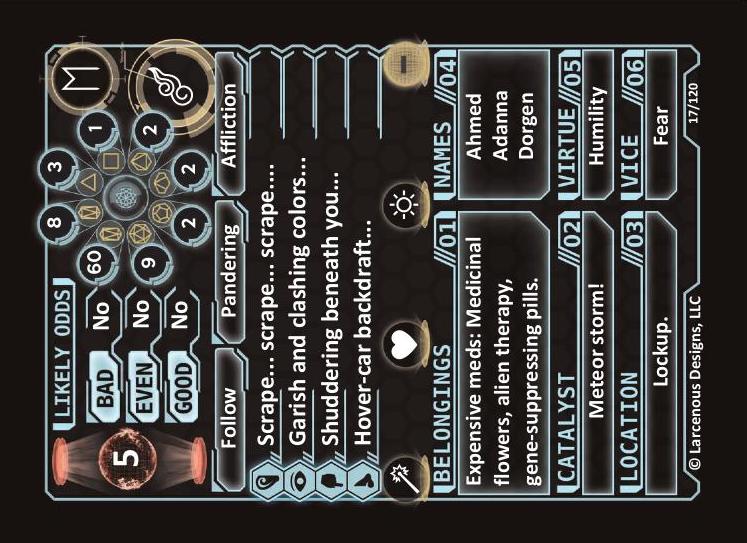 5
LIKELY ODDS
BAD No
EVEN No
GOOD No
8
3
1
2
2
2
9
60
Follow
Pandering
Affliction
Scrape... scrape... scrape....
Garish and clashing colors...
Shuddering beneath you...
Hover-car backdraft...
BELONGINGS //01
Expensive meds: Medicinal
flowers, alien therapy,
gene-suppressing pills.
CATALYST //02
Meteor storm!
LOCATION //03
Lockup.
NAMES //04
Ahmed
Adanna
Dorgen
VIRTUE //05
Humility
VICE //06
Fear
© Larcenous Designs, LLC
17/120